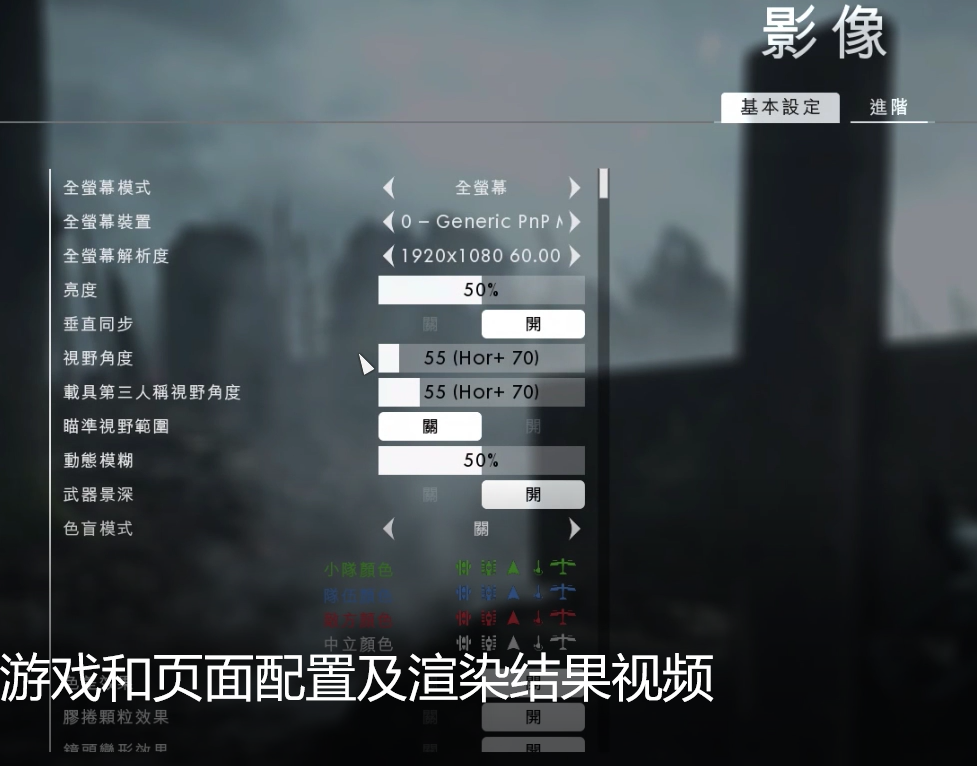 影像
基本設定 進階
全螢幕模式 全螢幕
全螢幕裝置 0 – Generic PnP
全螢幕解析度 1920x1080 60.00
亮度 50%
垂直同步 關 開
視野角度 55 (Hor+ 70)
載具第三人稱視野角度 55 (Hor+ 70)
瞄準視野範圍 關 開
動態模糊 50%
武器景深 關 開
色盲模式 關
小隊顏色
隊伍顏色
敵方顏色
中立顏色
游戏和页面配置及渲染结果视频
膠捲顆粒效果 關 開
鏡頭變形效果 關 開